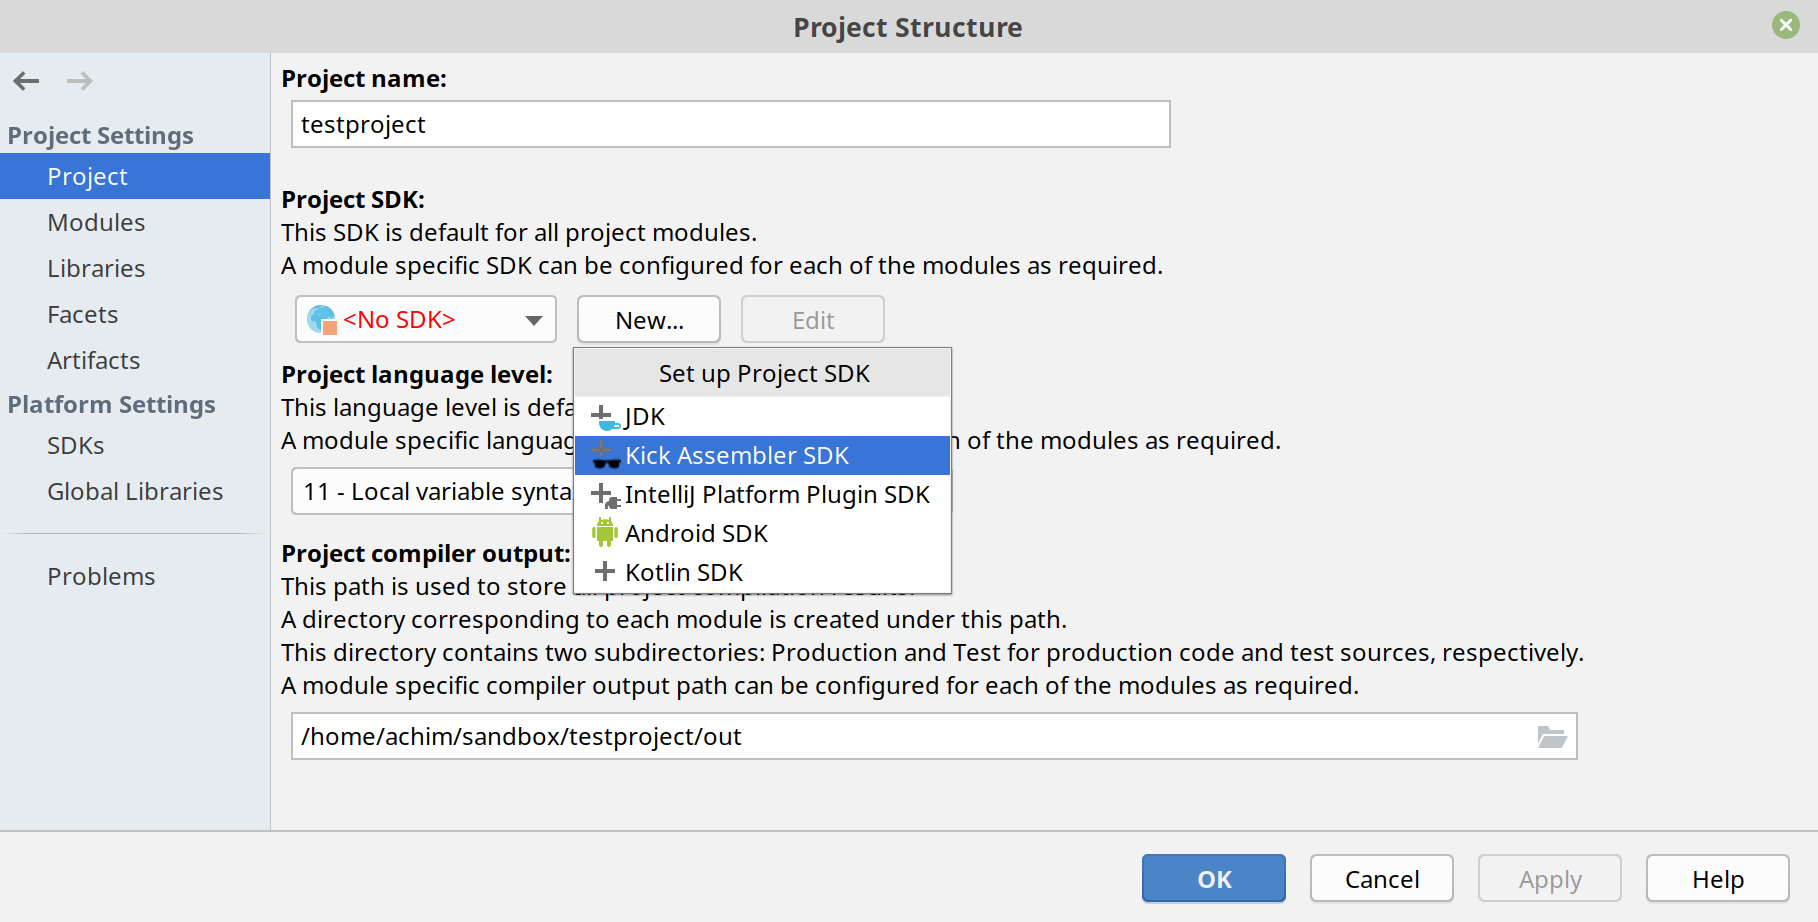 Project Structure
Project Settings
Project
Modules
Libraries
Facets
Artifacts
Platform Settings
SDKs
Global Libraries
Problems
Project name:
testproject
Project SDK:
This SDK is default for all project modules.
A module specific SDK can be configured for each of the modules as required.
<No SDK>
New...
Edit
Set up Project SDK
JDK
Kick Assembler SDK
IntelliJ Platform Plugin SDK
Android SDK
Kotlin SDK
Project language level:
This language level is defa
A module specific languag of the modules as required.
11 - Local variable synta
Project compiler output:
This path is used to store all project compilation results.
A directory corresponding to each module is created under this path.
This directory contains two subdirectories: Production and Test for production code and test sources, respectively.
A module specific compiler output path can be configured for each of the modules as required.
/home/achim/sandbox/testproject/out
OK
Cancel
Apply
Help